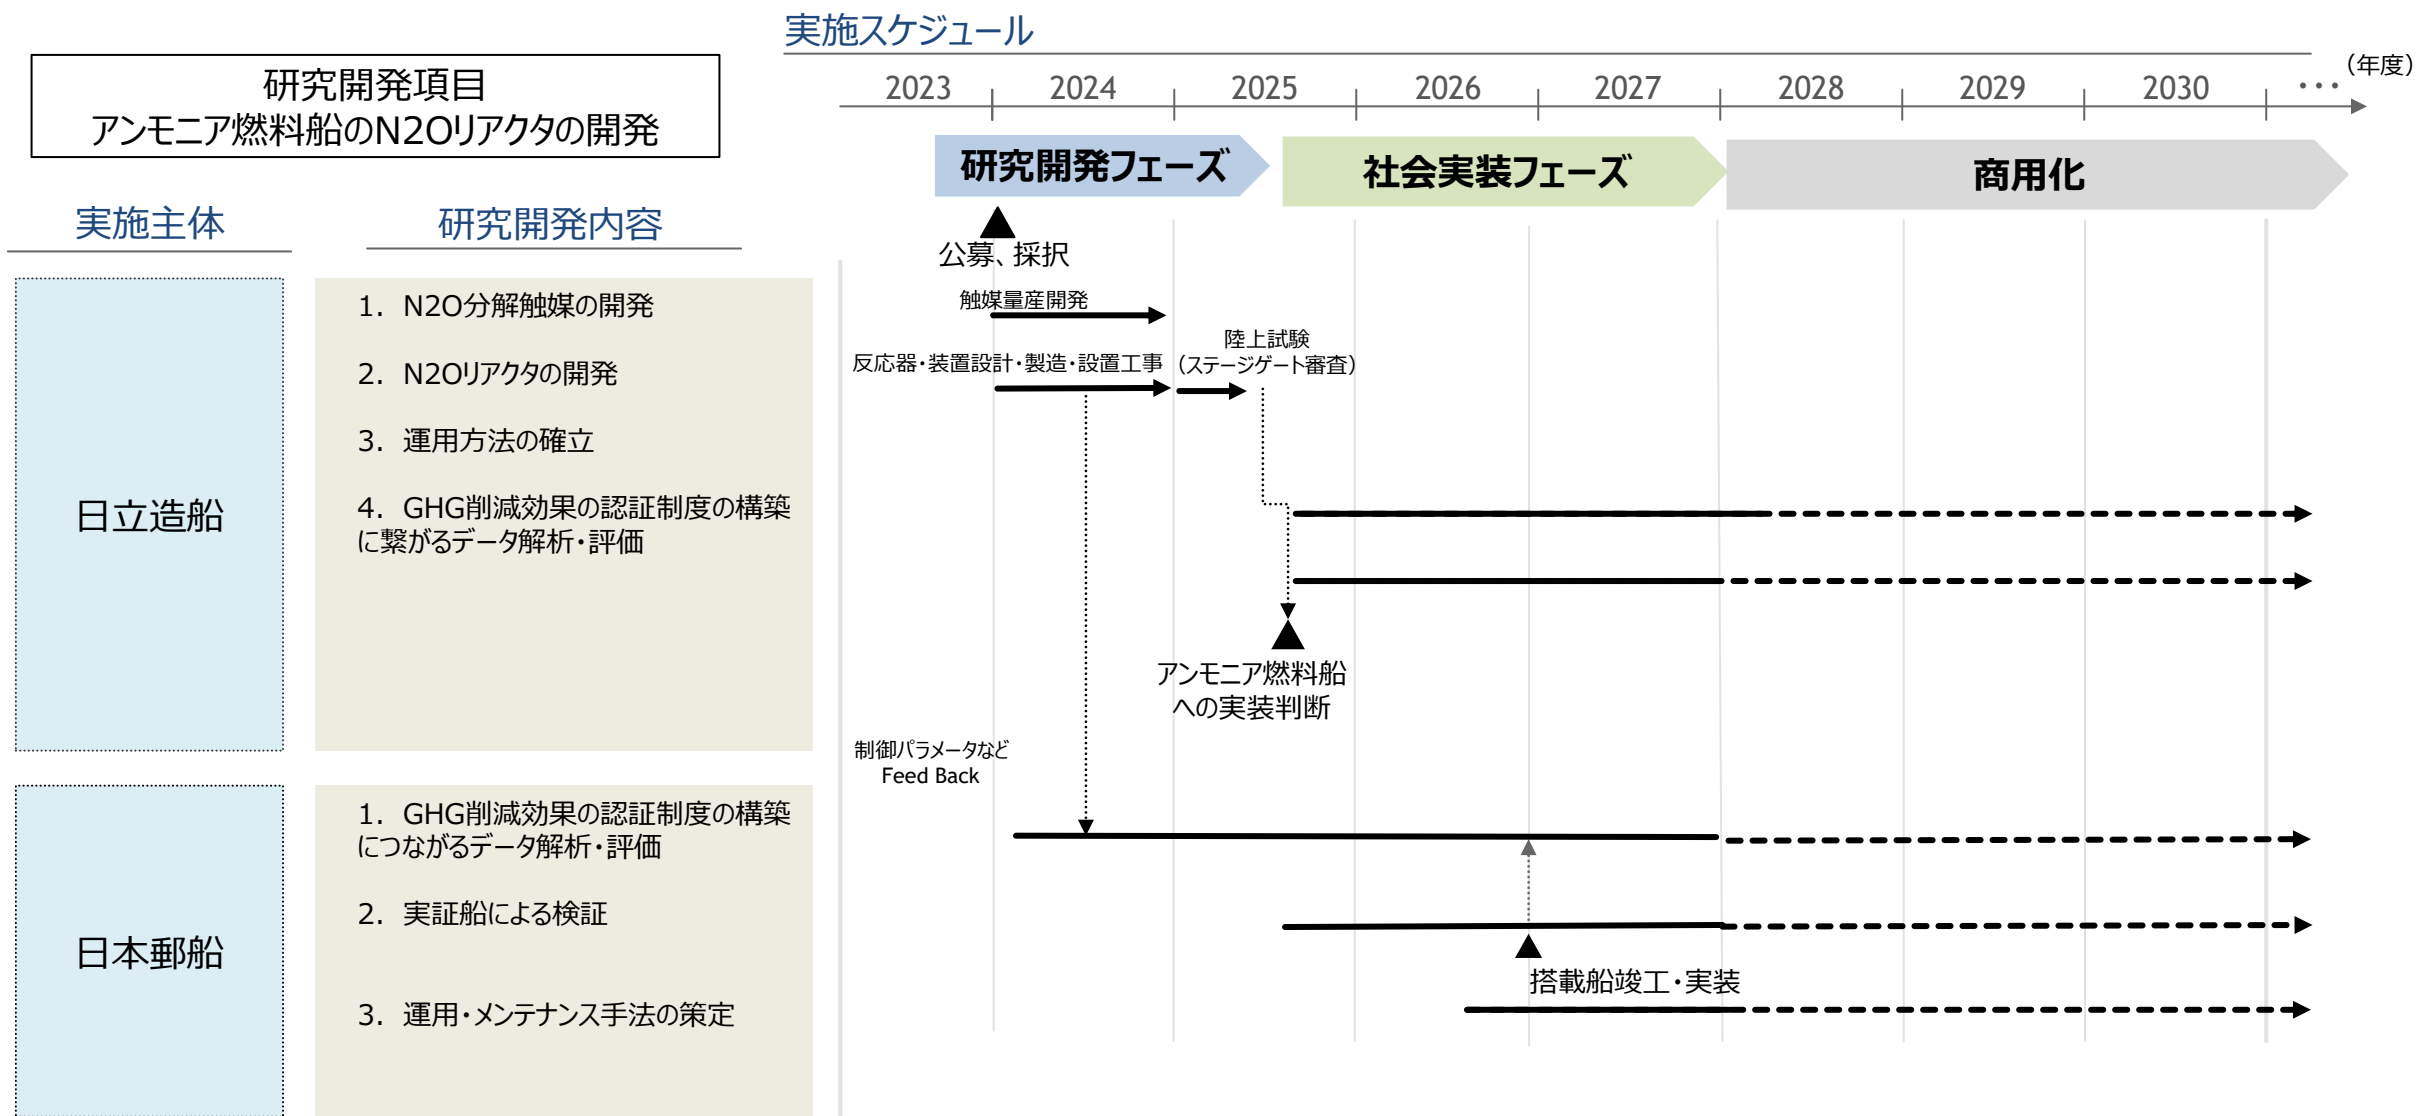 実施スケジュール
研究開発項目
アンモニア燃料船のN2Oリアクタの開発
2023 2024 2025 2026 2027 2028 2029 2030 ･･･ (年度)
研究開発フェーズ 社会実装フェーズ 商用化
実施主体 研究開発内容
公募、採択
日立造船
1. N2O分解触媒の開発
2. N2Oリアクタの開発
3. 運用方法の確立
4. GHG削減効果の認証制度の構築
に繋がるデータ解析・評価
触媒量産開発
反応器・装置設計・製造・設置工事
陸上試験
(ステージゲート審査)
アンモニア燃料船
への実装判断
制御パラメータなど
Feed Back
日本郵船
1. GHG削減効果の認証制度の構築
につながるデータ解析・評価
2. 実証船による検証
3. 運用・メンテナンス手法の策定
搭載船竣工・実装